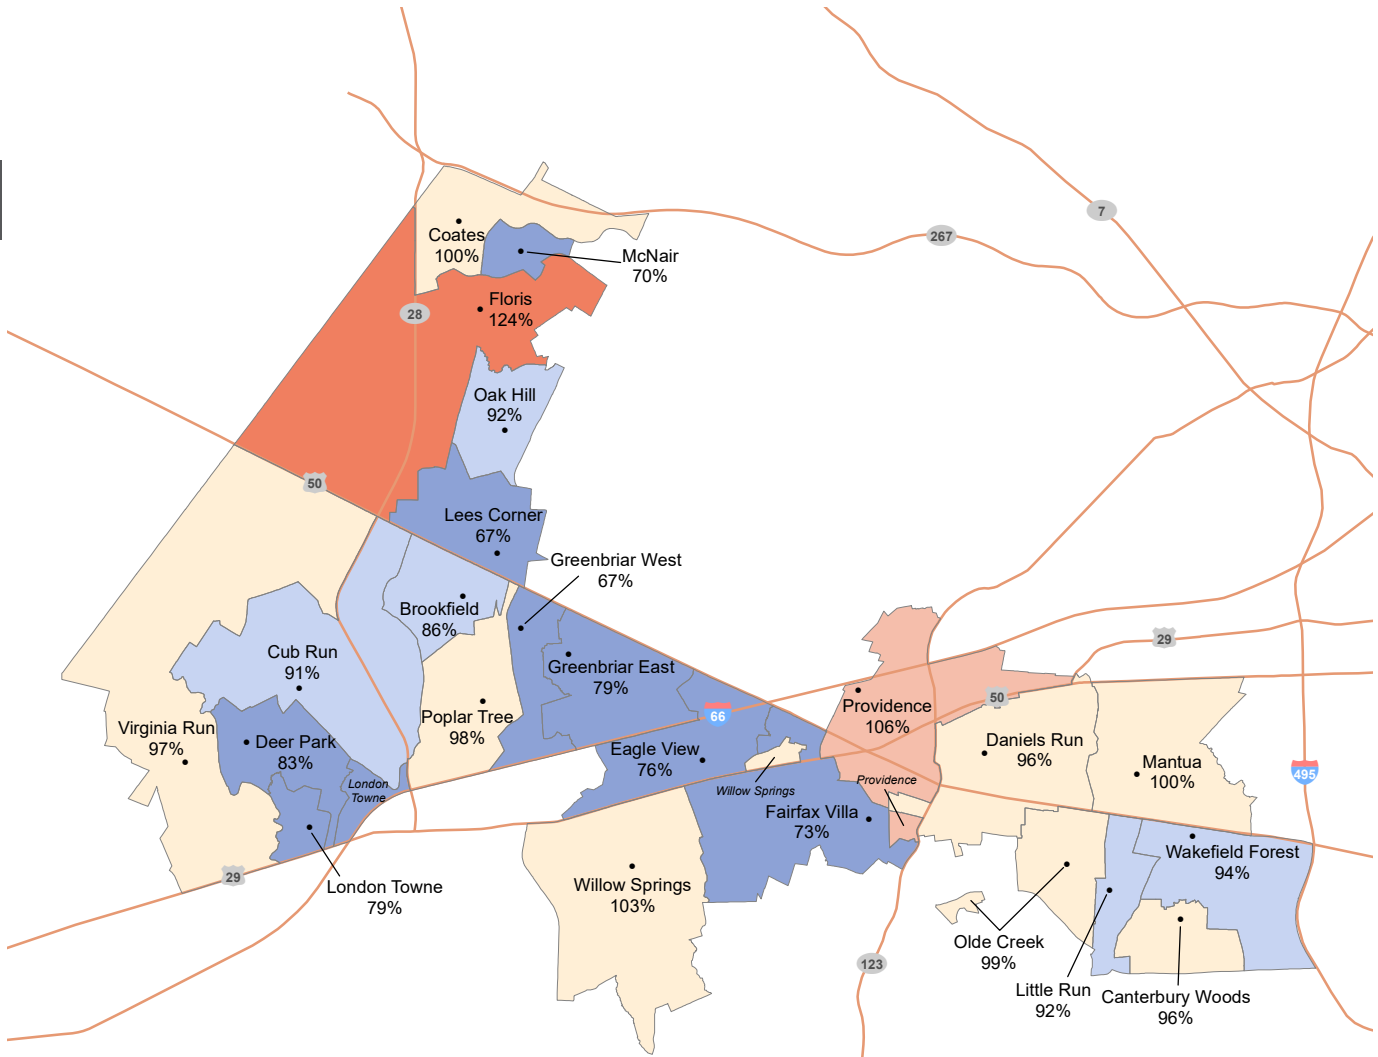 7
267
Coates
100%
McNair
70%
Floris
124%
28
Oak Hill
92%
50
Lees Corner
67%
Greenbriar West
67%
Brookfield
86%
29
Cub Run
91%
Greenbriar East
79%
50
Providence
106%
66
Poplar Tree
98%
Virginia Run
97%
Deer Park
83%
Eagle View
76%
Daniels Run
96%
Mantua
100%
495
London
Towne
Willow Springs
Providence
Fairfax Villa
73%
Wakefield Forest
94%
29
London Towne
79%
Willow Springs
103%
Olde Creek
99%
123
Little Run
92%
Canterbury Woods
96%